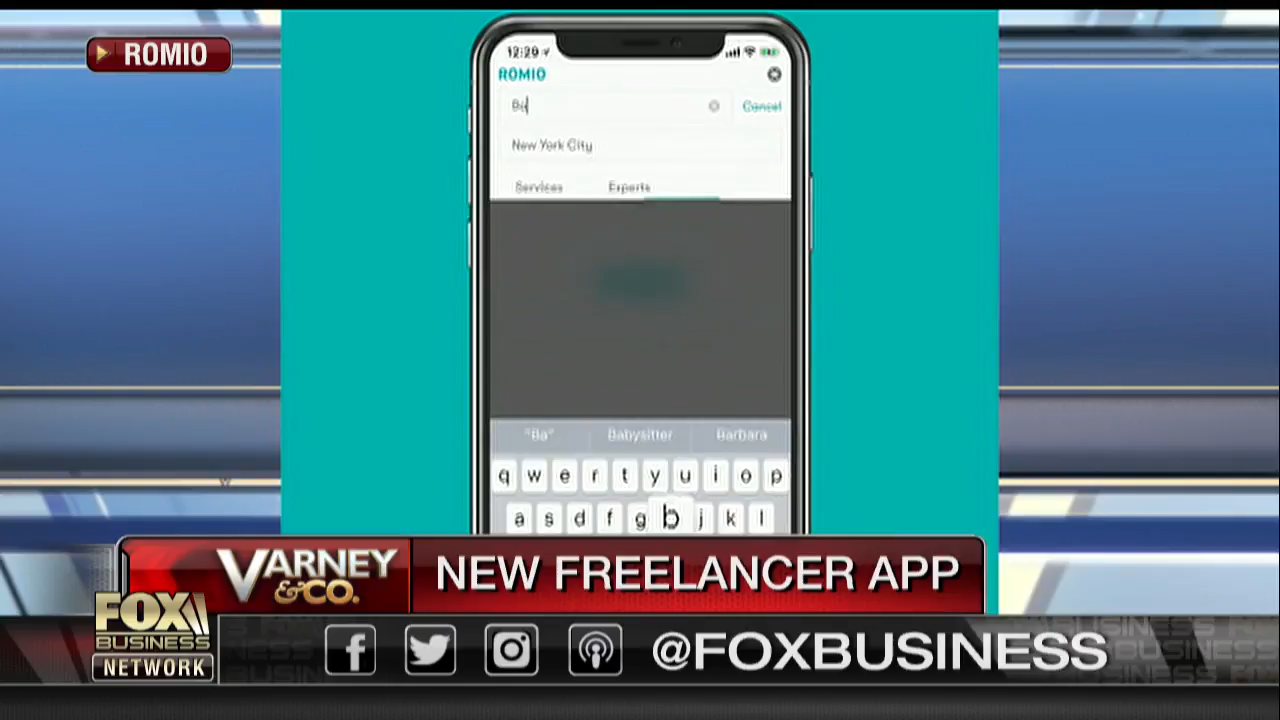 ROMIO
12:29
ROMIO
Ba
Cancel
New York City
Services Experts
"Ba" Babysitter Barbara
q w e r t y u i o p
a s d f g b j k l
VARNEY
&CO.
NEW FREELANCER APP
FOX
BUSINESS
NETWORK
@FOXBUSINESS